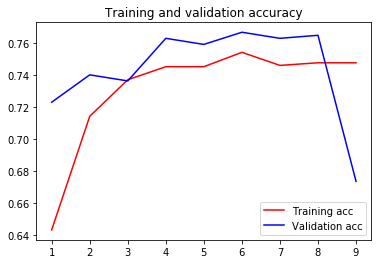 Training and validation accuracy
0.76
0.74
0.72
0.70
0.68
0.66
0.64
1 2 3 4 5 6 7 8 9
Training acc
Validation acc